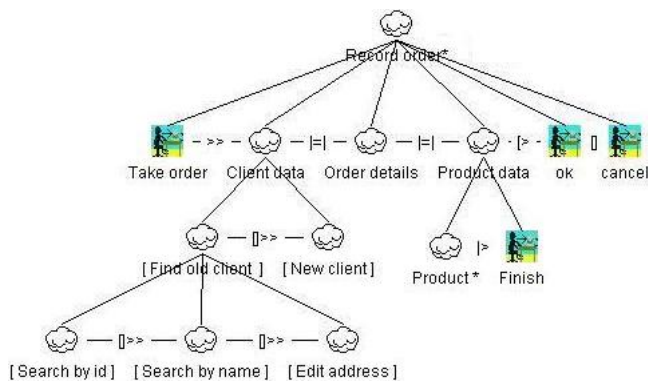 Record order*
Take order - >> - Client data - |=| - Order details - |=| - Product data - [> - ok [] cancel
[ Find old client ] - []>> - [ New client ] Product * |> Finish
[ Search by id ] - []>> - [ Search by name ] - []>> - [ Edit address ]